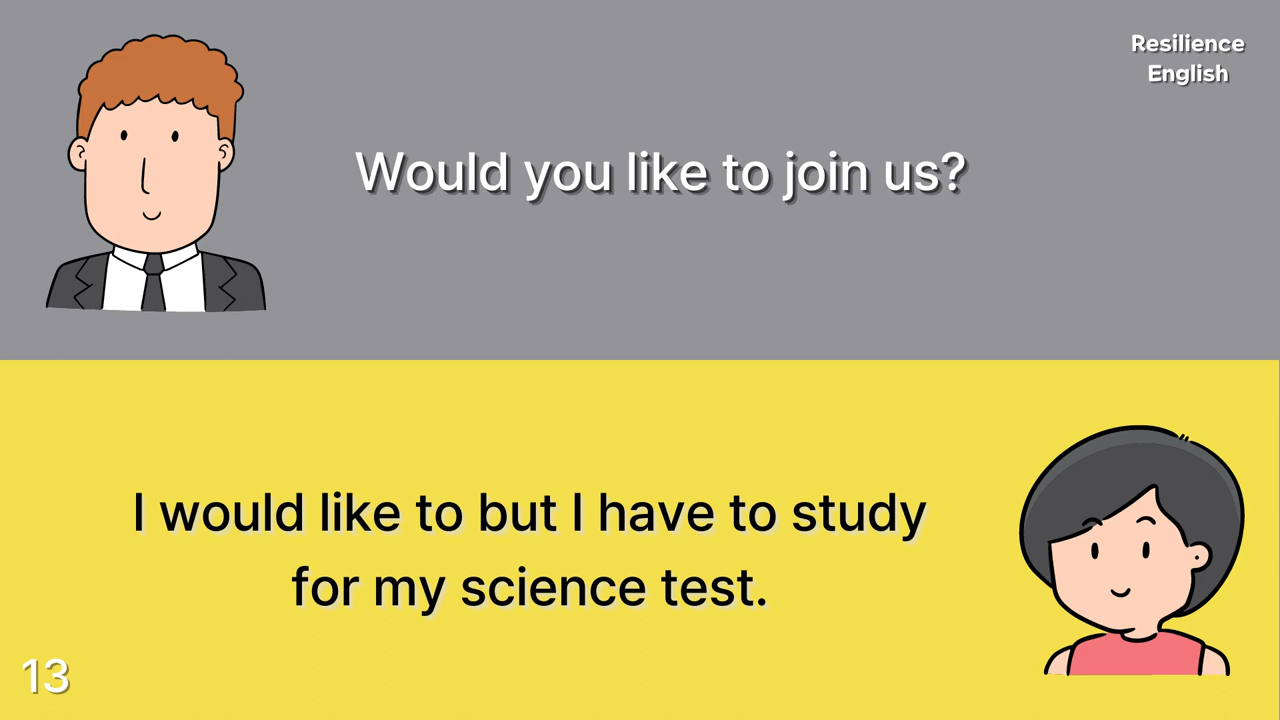 Resilience
English
Would you like to join us?
I would like to but I have to study
for my science test.
13